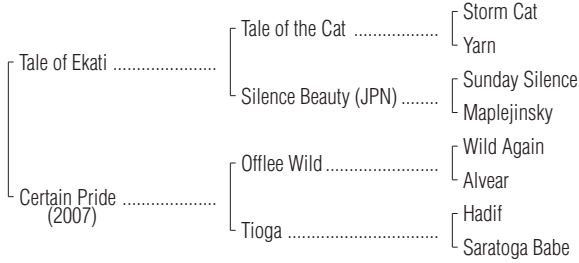 Storm Cat
Tale of the Cat ..................
Yarn
Tale of Ekati ......................
Sunday Silence
Silence Beauty (JPN) ........
Maplejinsky
Wild Again
Offlee Wild ........................
Alvear
Certain Pride ....................
(2007)
Hadif
Tioga ................................
Saratoga Babe